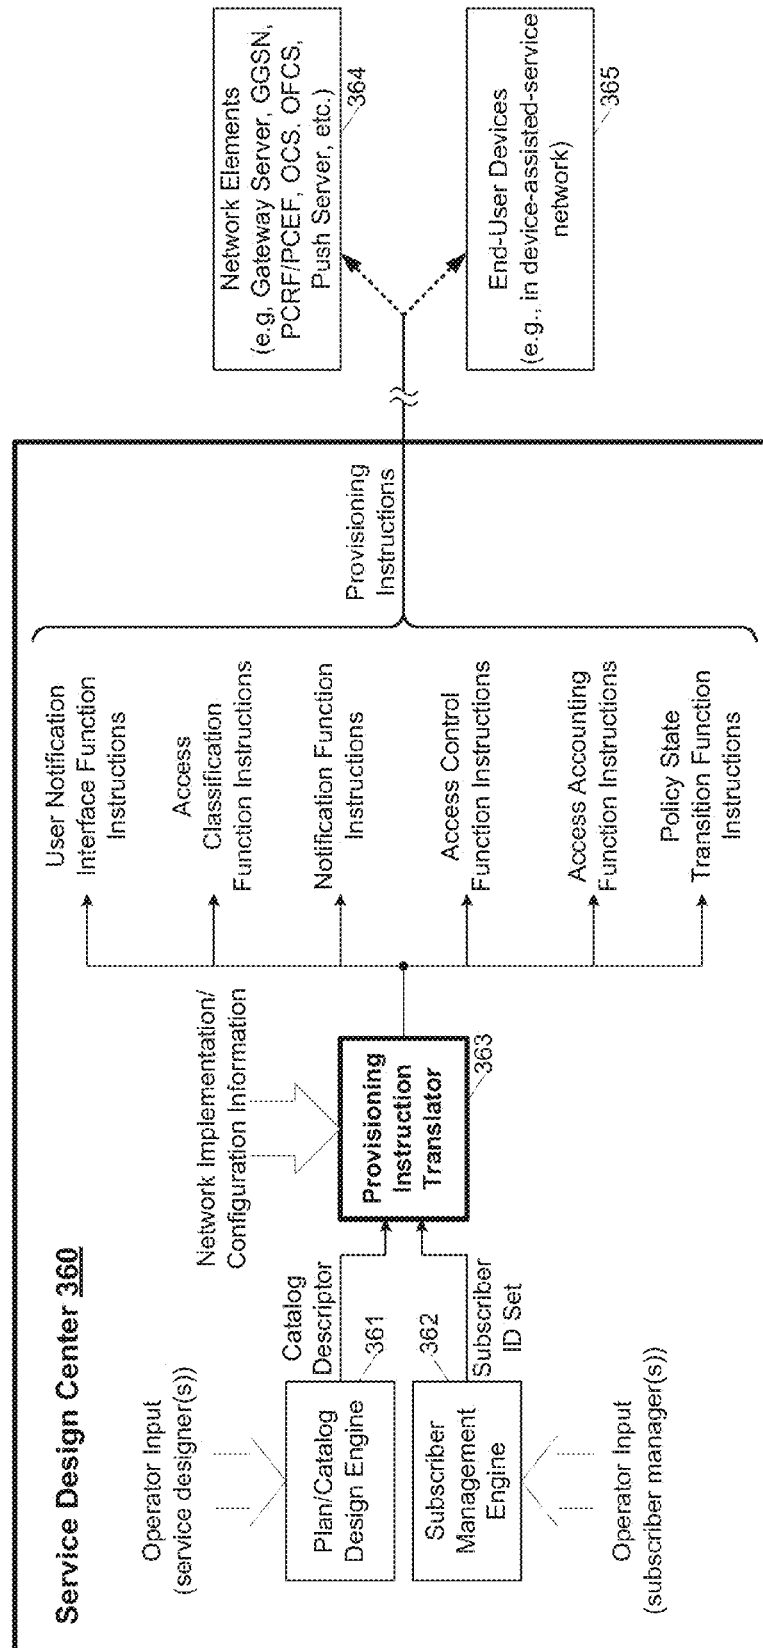 Service Design Center 360
Operator Input
(service designer(s))
Plan/Catalog
Design Engine
361
Catalog
Descriptor
Subscriber
Management
Engine
362
Subscriber
ID Set
Operator Input
(subscriber manager(s))
Network Implementation/
Configuration Information
Provisioning
Instruction
Translator
363
User Notification
Interface Function
Instructions
Access
Classification
Function Instructions
Notification Function
Instructions
Access Control
Function Instructions
Access Accounting
Function Instructions
Policy State
Transition Function
Instructions
Provisioning
Instructions
Network Elements
(e.g, Gateway Server, GGSN,
PCRF/PCEF, OCS. OFCS,
Push Server, etc.)
364
End-User Devices
(e.g., in device-assisted-service
network)
365